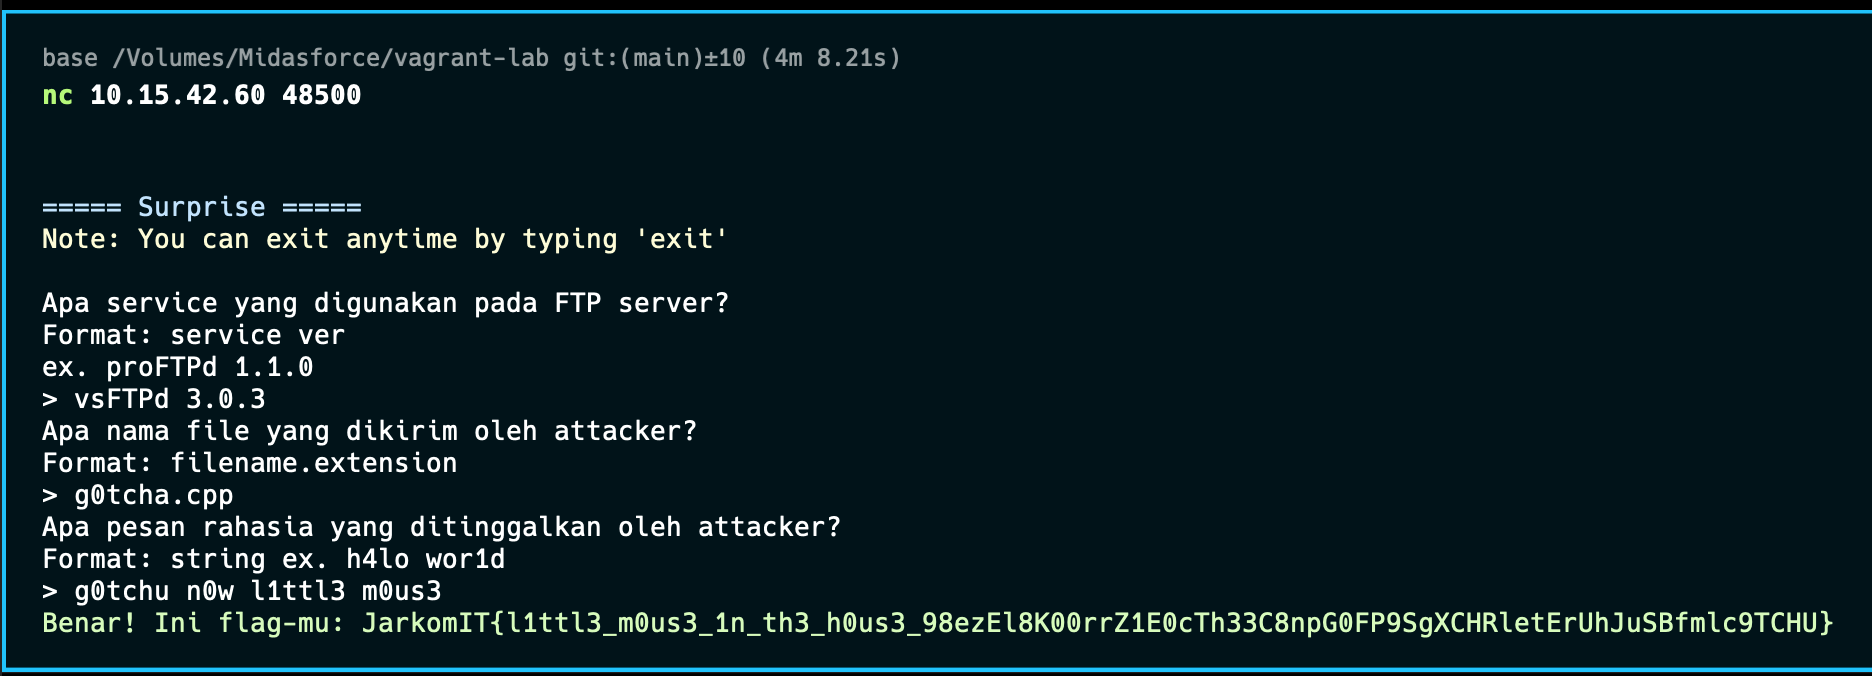 base /Volumes/Midasforce/vagrant-lab git:(main)±10 (4m 8.21s)
nc 10.15.42.60 48500
===== Surprise =====
Note: You can exit anytime by typing 'exit'
Apa service yang digunakan pada FTP server?
Format: service ver
ex. proFTPd 1.1.0
> vsFTPd 3.0.3
Apa nama file yang dikirim oleh attacker?
Format: filename.extension
> g0tcha.cpp
Apa pesan rahasia yang ditinggalkan oleh attacker?
Format: string ex. h4lo wor1d
> g0tchu n0w l1ttl3 m0us3
Benar! Ini flag-mu: JarkomIT{l1ttl3_m0us3_1n_th3_h0us3_98ezEl8K00rrZ1E0cTh33C8npG0FP9SgXCHRletErUhJuSBfmlc9TCHU}